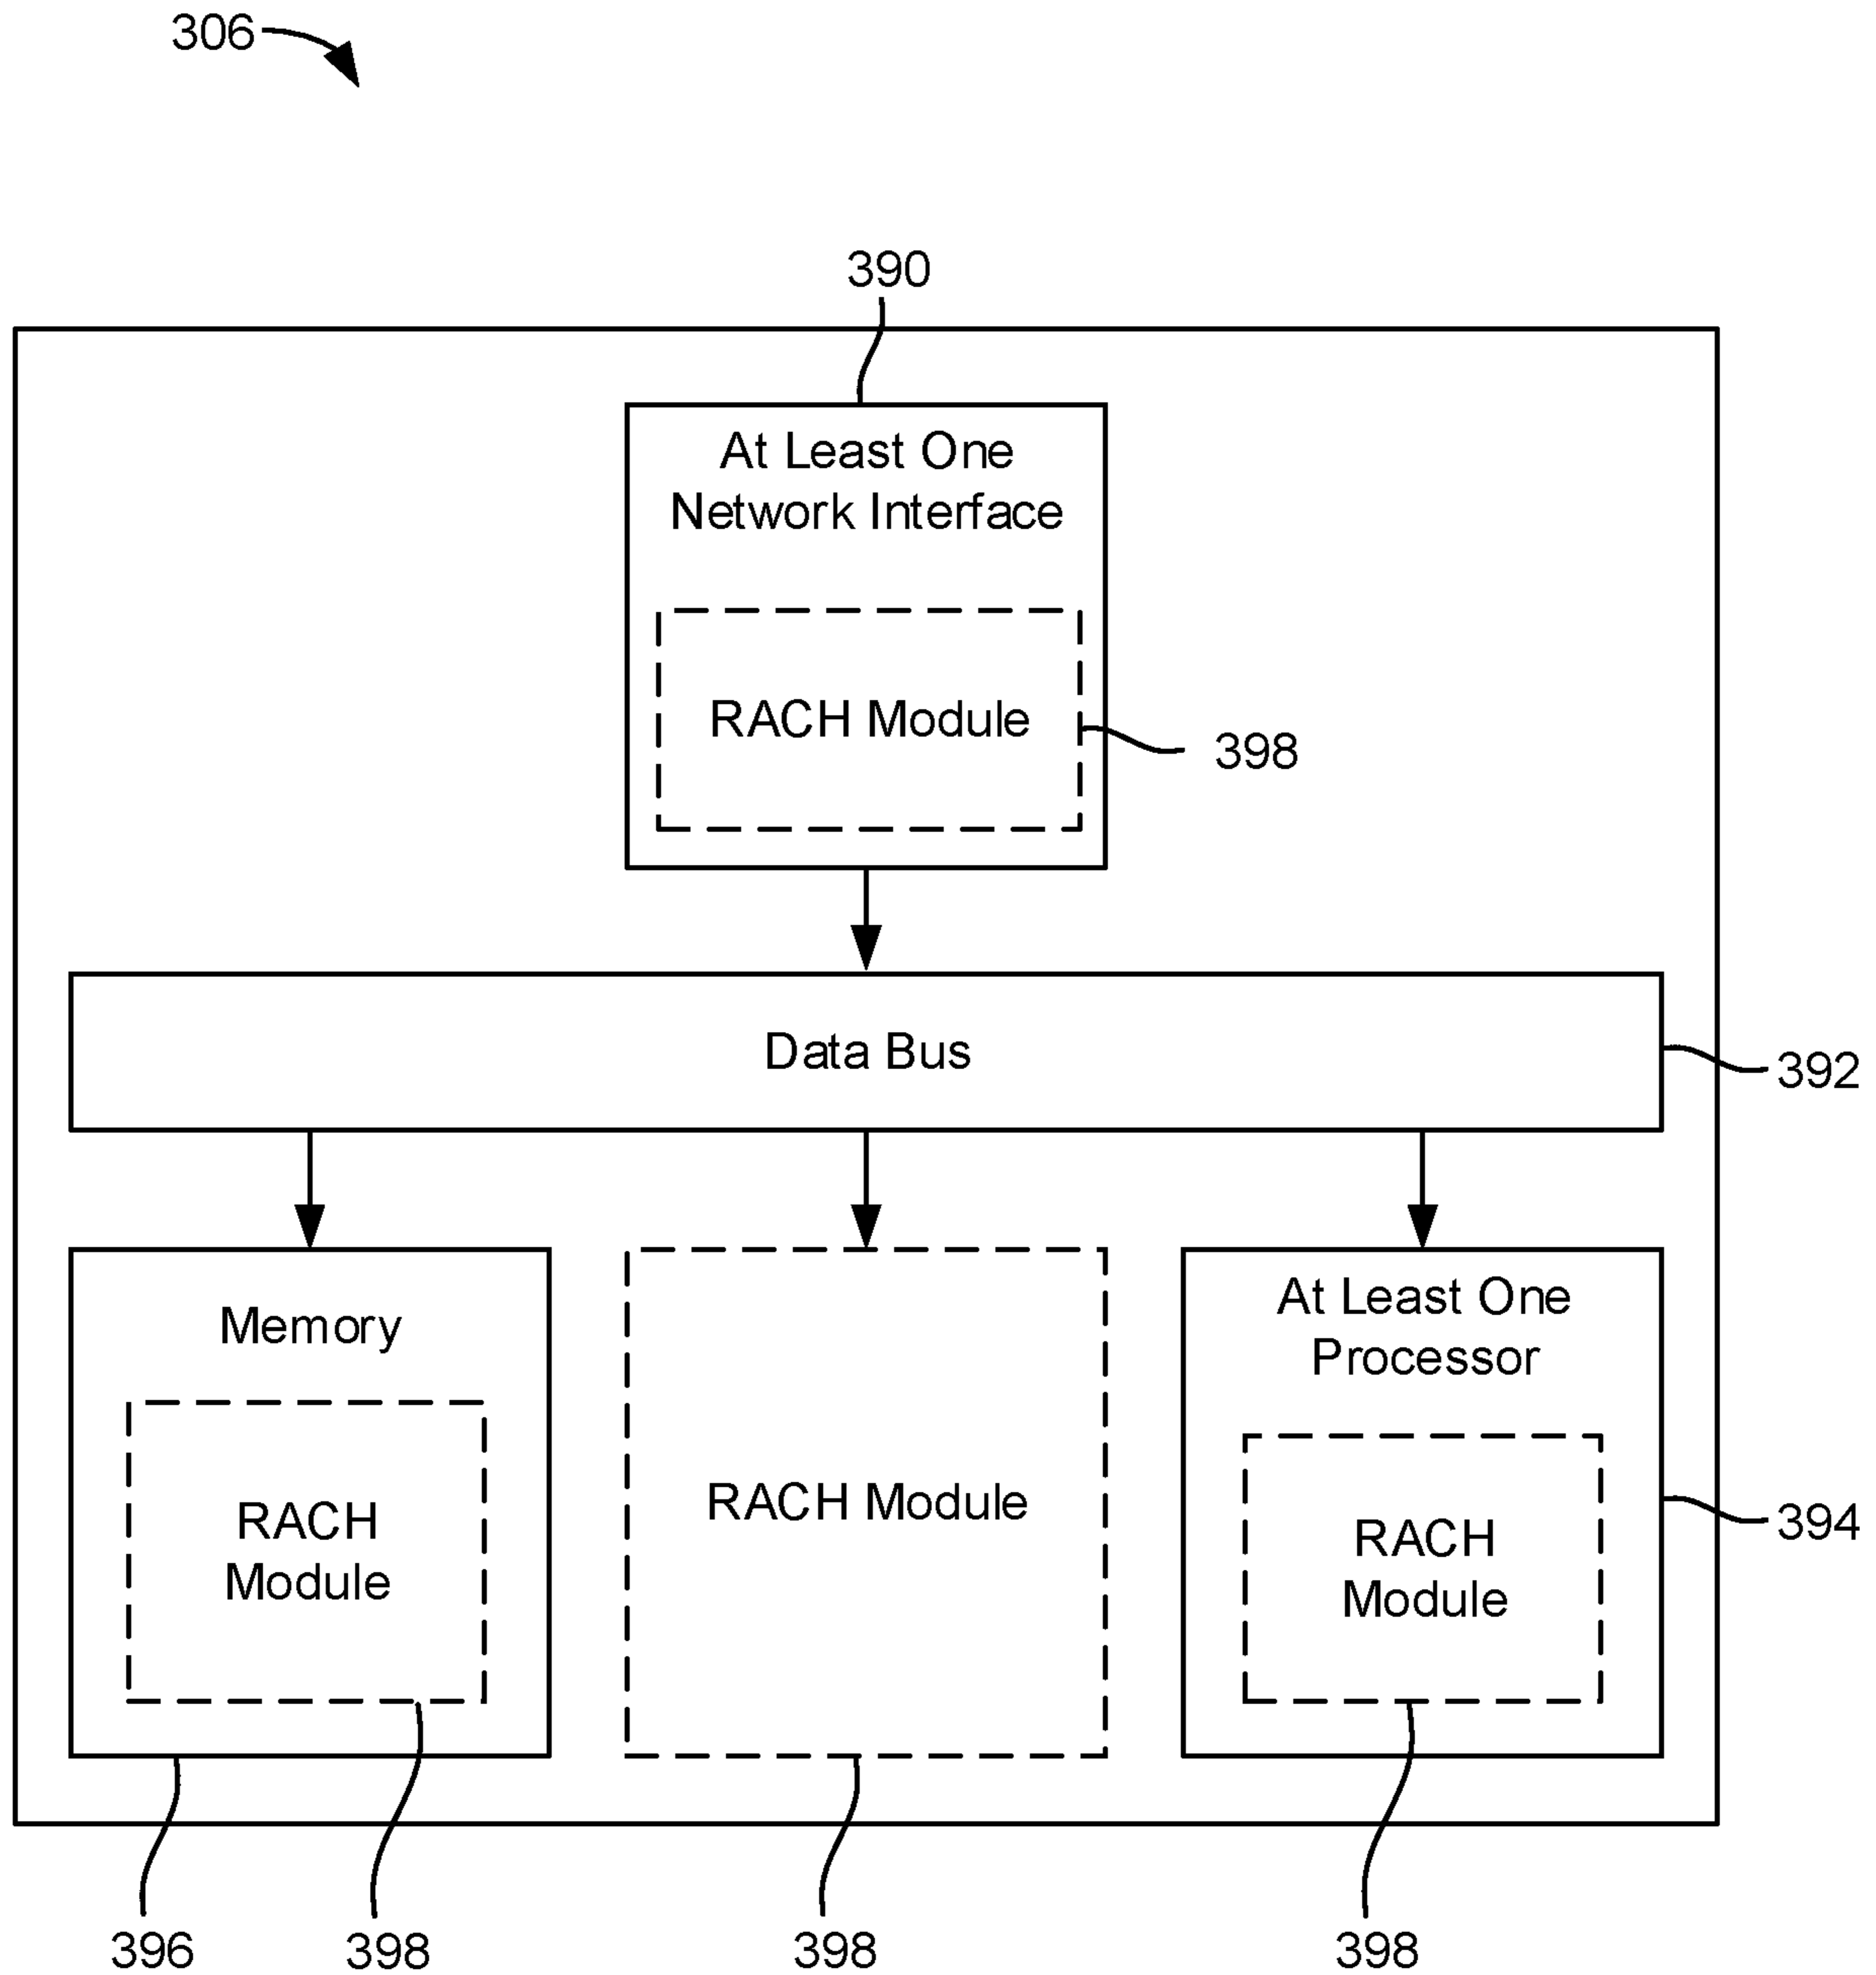 306
390
At Least One
Network Interface
RACH Module
398
Data Bus
392
Memory
RACH
Module
RACH Module
At Least One
Processor
RACH
Module
394
396
398
398
398